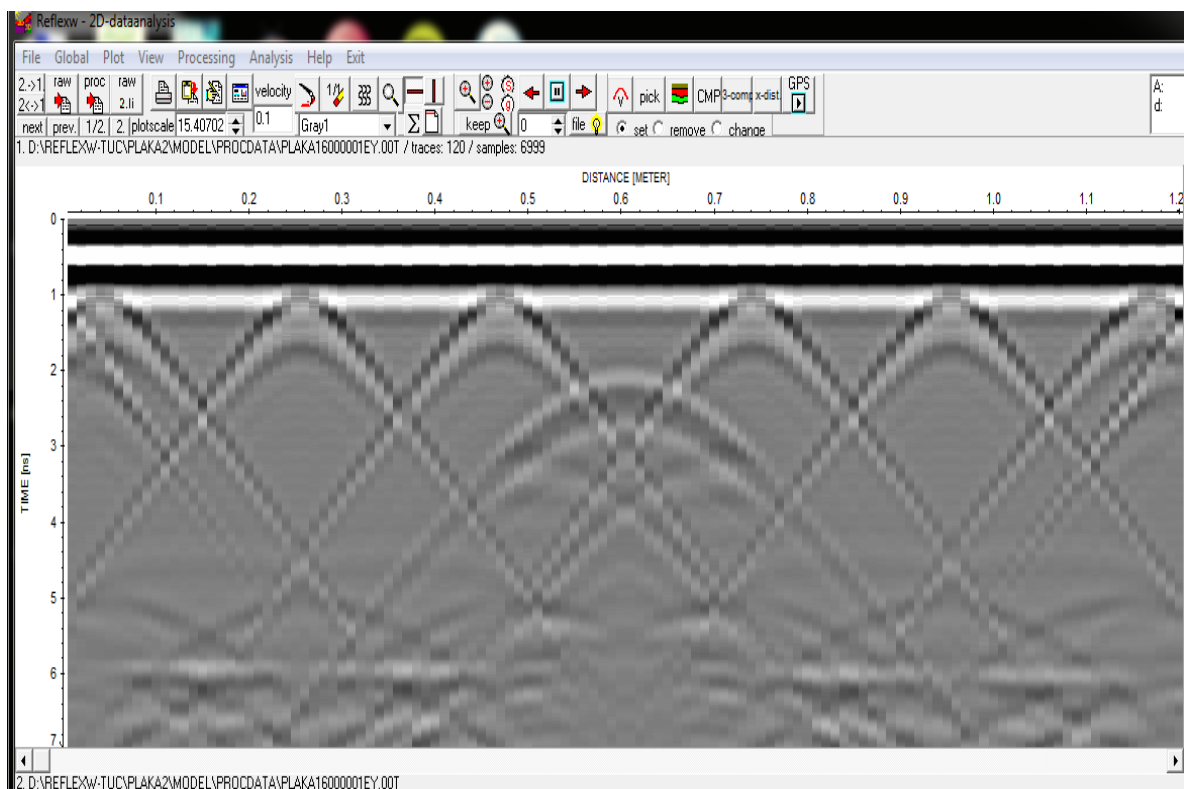 Reflexw - 2D-dataanalysis
File Global Plot View Processing Analysis Help Exit
2.->1. raw proc raw velocity 1/f S GPS A:
2<->1 2.li 0.1 g pick CMP 3-comp x-dist. d:
next prev. 1/2. 2. plotscale 15.40702 Gray1 Σ keep 0 file set remove change
1. D:\REFLEXW-TUC\PLAKA2\MODEL\PROCDATA\PLAKA16000001EY.00T / traces: 120 / samples: 6999
DISTANCE [METER]
0.1 0.2 0.3 0.4 0.5 0.6 0.7 0.8 0.9 1.0 1.1 1.2
0
1
2
3
TIME [ns]
4
5
6
7
2. D:\REFLEXW-TUC\PLAKA2\MODEL\PROCDATA\PLAKA16000001EY.00T